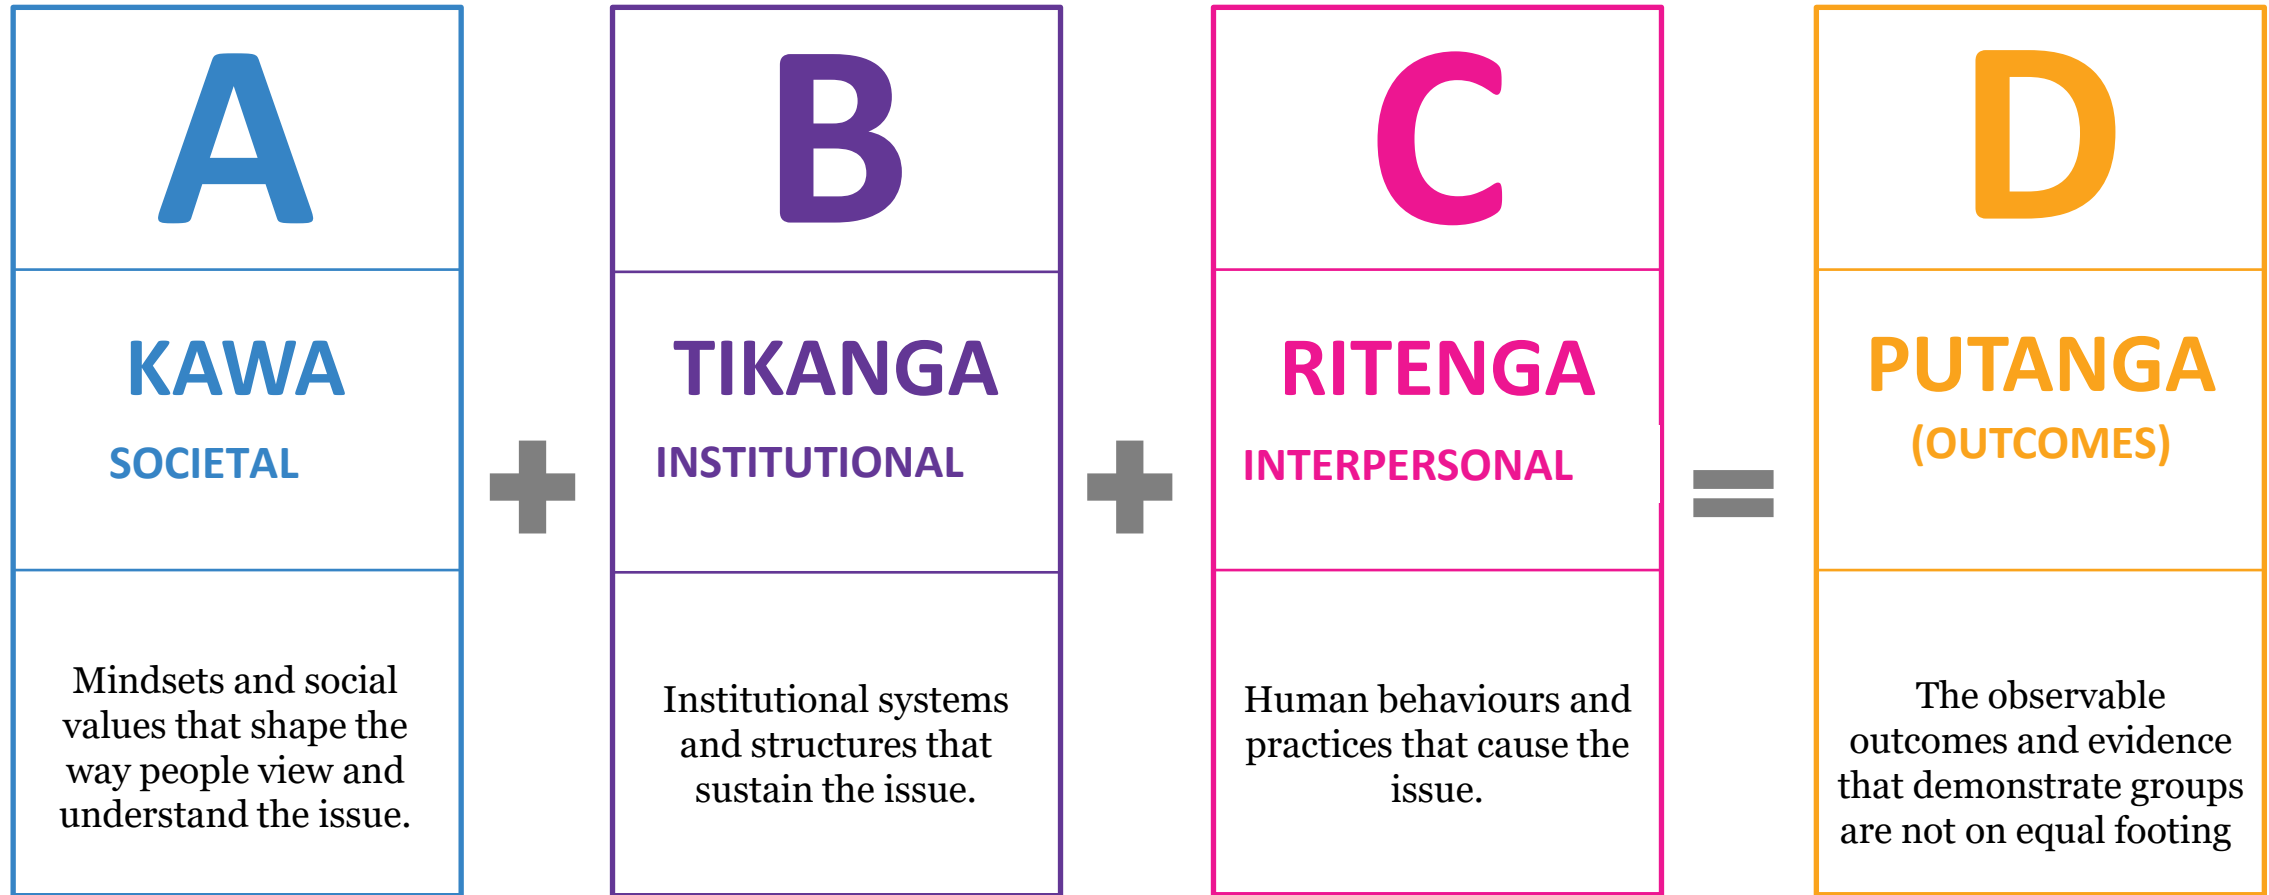 A
KAWA
SOCIETAL
Mindsets and social
values that shape the
way people view and
understand the issue.
+
B
TIKANGA
INSTITUTIONAL
Institutional systems
and structures that
sustain the issue.
+
C
RITENGA
INTERPERSONAL
Human behaviours and
practices that cause the
issue.
=
D
PUTANGA
(OUTCOMES)
The observable
outcomes and evidence
that demonstrate groups
are not on equal footing